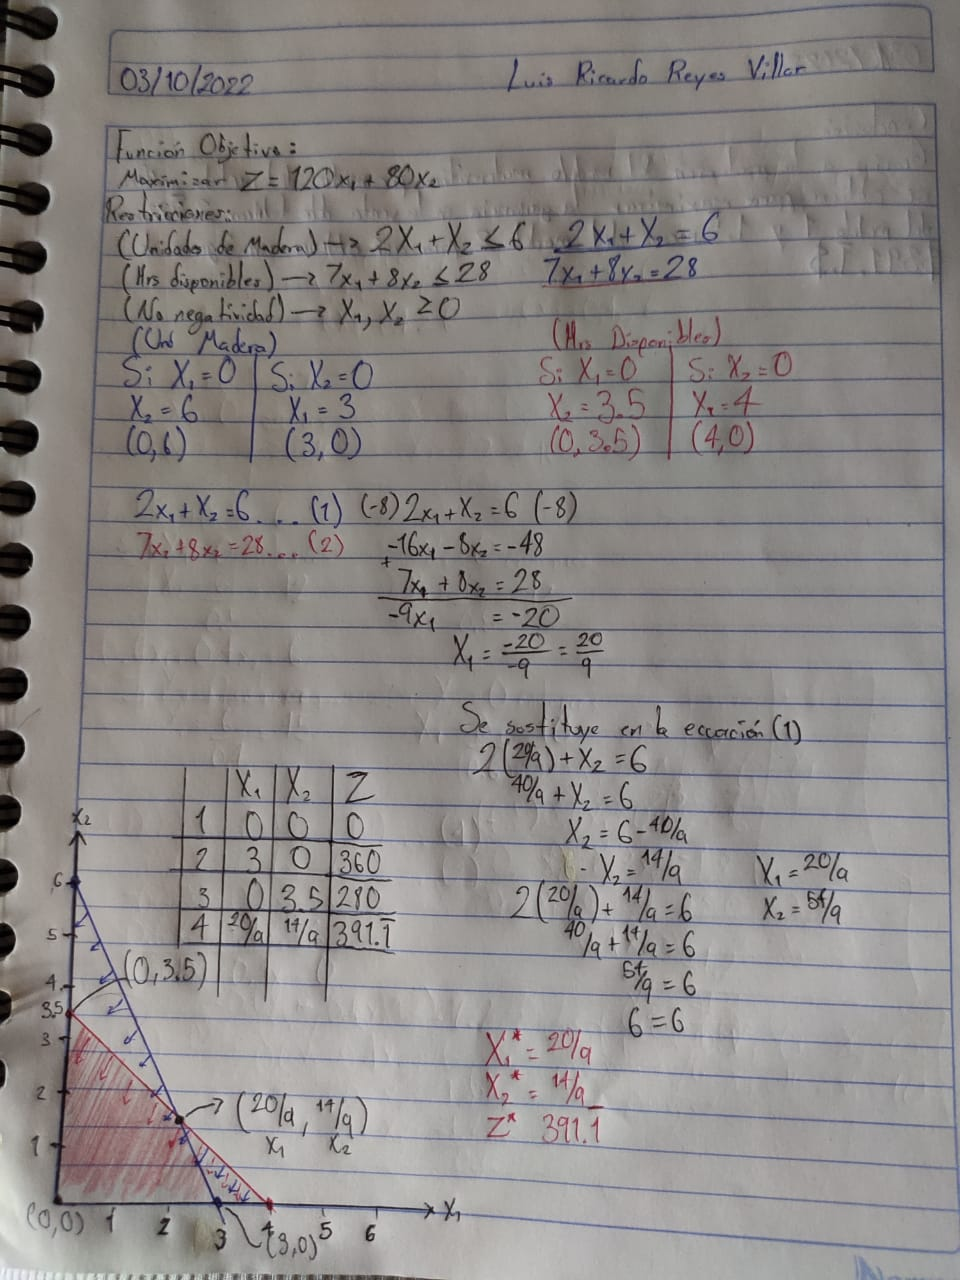 03/10/2022 Luis Ricardo Reyes Villar
Función Objetivo:
Maximizar Z = 120x₁ + 80x₂
Restricciones:
(Unidades de Madera) → 2X₁ + X₂ ≤ 6 2X₁ + X₂ = 6
(Hrs disponibles) → 7x₁ + 8x₂ ≤ 28 7x₁ + 8x₂ = 28
(No negatividad) → X₁, X₂ ≥ 0
(Und Madera) (Hrs Disponibles)
Si X₁ = 0 Si X₂ = 0 Si X₁ = 0 Si X₂ = 0
X₂ = 6 X₁ = 3 X₂ = 3.5 X₁ = 4
(0,6) (3,0) (0,3.5) (4,0)
2x₁ + X₂ = 6 .... (1) (-8) 2x₁ + X₂ = 6 (-8)
7x₁ + 8x₂ = 28 ... (2) -16x₁ - 8x₂ = -48
+ 7x₁ + 8x₂ = 28
-9x₁ = -20
X₁ = -20/-9 = 20/9
Se sostituye en la ecuación (1)
2(20/9) + X₂ = 6
40/9 + X₂ = 6
X₂ = 6 - 40/9
X₂ = 14/9 X₁ = 20/9
2(20/9) + 14/9 = 6 X₂ = 54/9
40/9 + 14/9 = 6
54/9 = 6
6 = 6
X₁* = 20/9
X₂* = 14/9
Z* 391.1̅
X₁ X₂ Z
1 0 0 0
2 3 0 360
3 0 3.5 280
4 20/9 14/9 391.1̅
x₂
6
5
4
3.5
3
2
1
(0,3.5)
(20/9, 14/9)
x₁ x₂
(0,0) 1 2 3 4 5 6 X₁
(3,0)